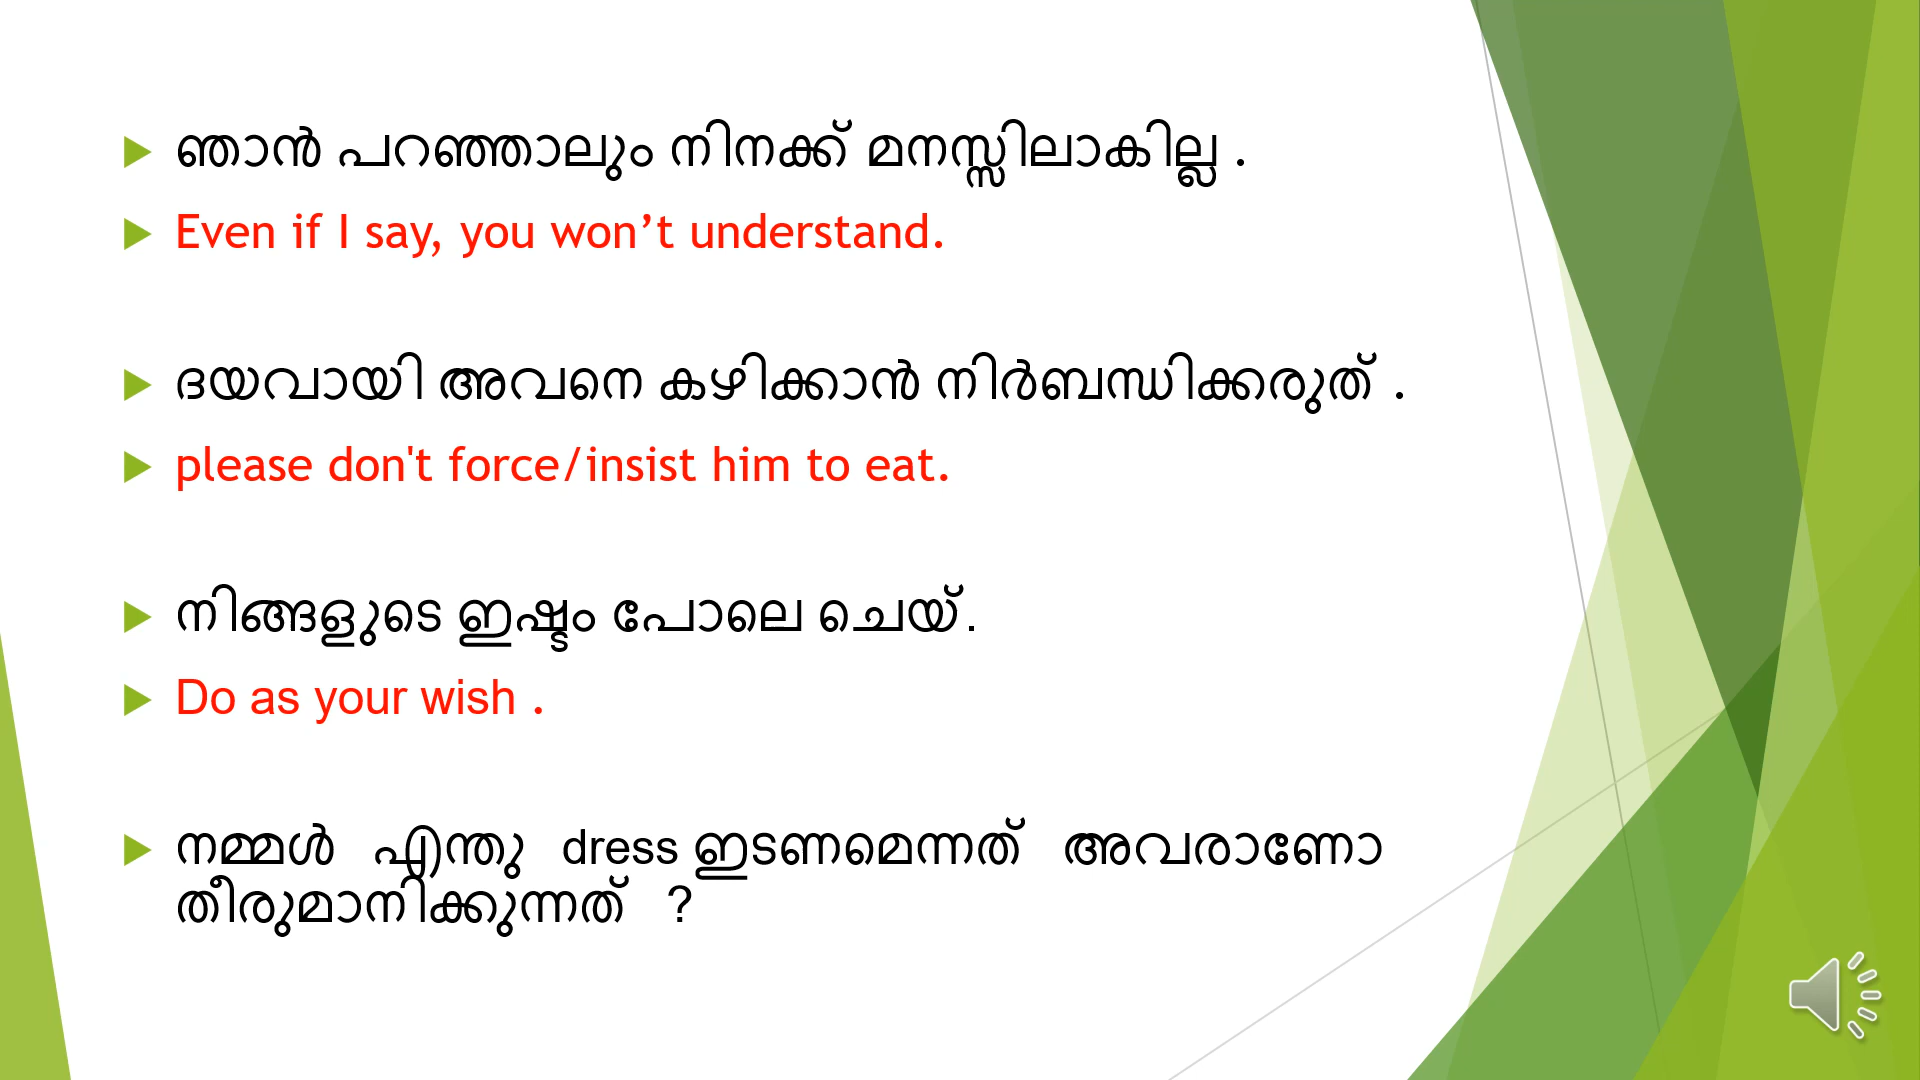 ഞാൻ പറഞ്ഞാലും നിനക്ക് മനസ്സിലാകില്ല .
Even if I say, you won’t understand.
ദയവായി അവനെ കഴിക്കാൻ നിർബന്ധിക്കരുത് .
please don't force/insist him to eat.
നിങ്ങളുടെ ഇഷ്ടം പോലെ ചെയ്.
Do as your wish .
നമ്മൾ എന്തു dress ഇടണമെന്നത് അവരാണോ
തീരുമാനിക്കുന്നത് ?